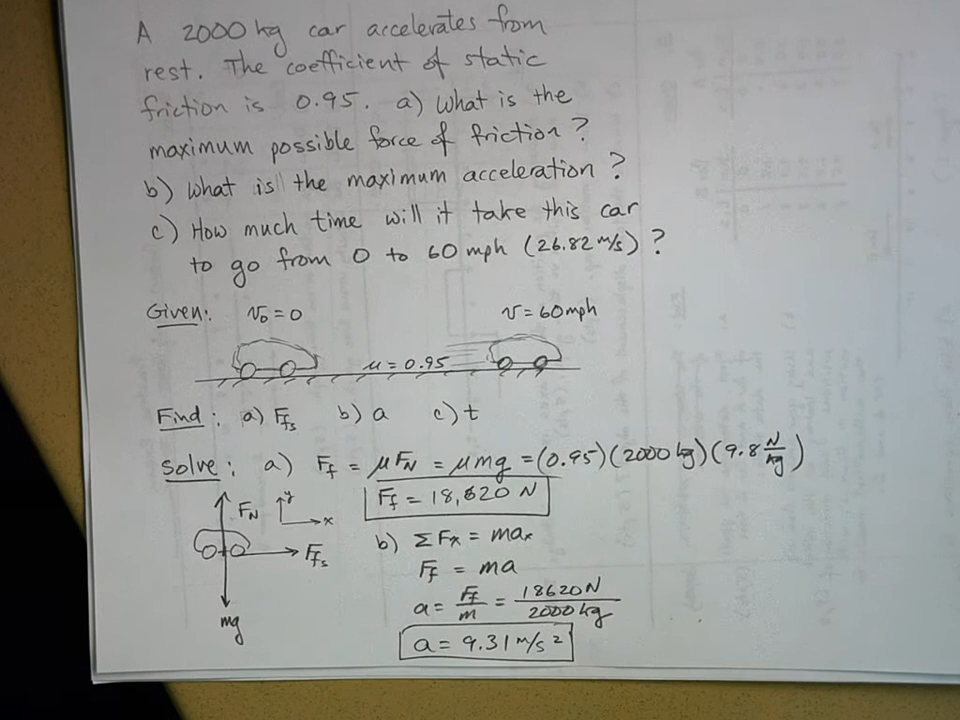 A 2000 kg car accelerates from
rest. The coefficient of static
friction is 0.95. a) What is the
maximum possible force of friction?
b) What is the maximum acceleration?
c) How much time will it take this car
to go from 0 to 60 mph (26.82 m/s)?
Given: v₀ = 0 v = 60mph
μ = 0.95
Find: a) Ffs b) a c) t
Solve: a) Ff = μFN = μmg = (0.95)(2000 kg)(9.8 N/kg)
Ff = 18,620 N
FN y x
Ffs
mg
b) ΣFx = max
Ff = ma
a = Ff/m = 18620N/2000kg
a = 9.31 m/s²